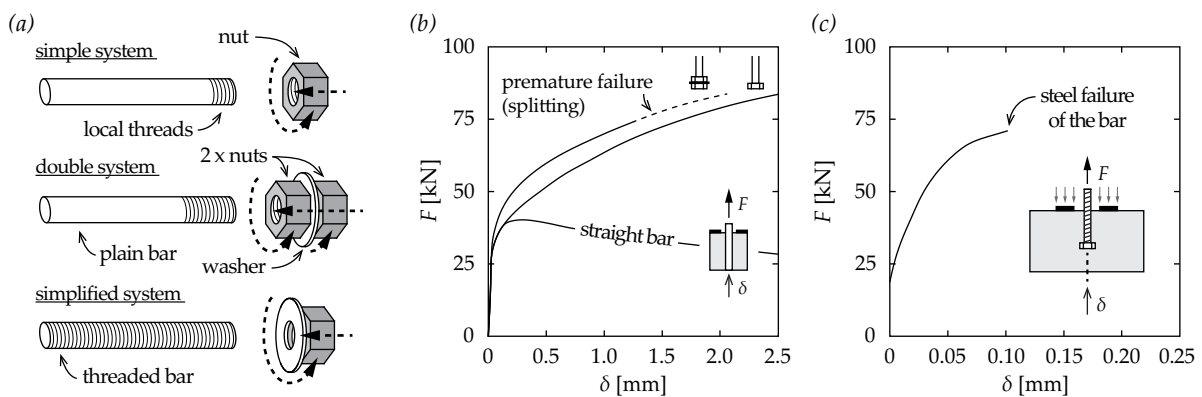 (a)
simple system
nut
local threads
double system
2 x nuts
plain bar
washer
simplified system
threaded bar
(b)
100
75
50
25
0
F [kN]
premature failure
(splitting)
F
straight bar
δ
0
0.5
1.0
1.5
2.0
2.5
δ [mm]
(c)
100
75
50
25
0
F [kN]
steel failure
of the bar
F
δ
0
0.05
0.10
0.15
0.20
0.25
δ [mm]